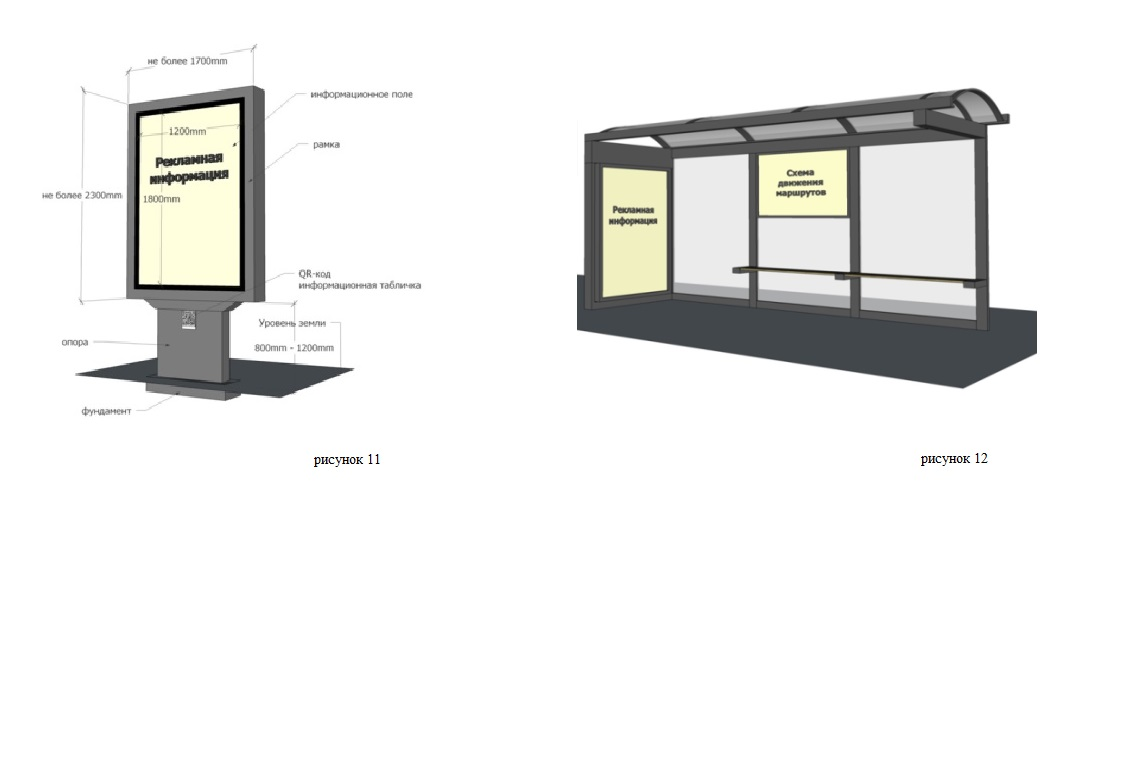 не более 1700mm
информационное поле
1200mm
рамка
Рекламная
информация
не более 2300mm
1800mm
QR-код
информационная табличка
Уровень земли
опора
800mm - 1200mm
фундамент
рисунок 11
Схема
движения
маршрутов
Рекламная
информация
рисунок 12